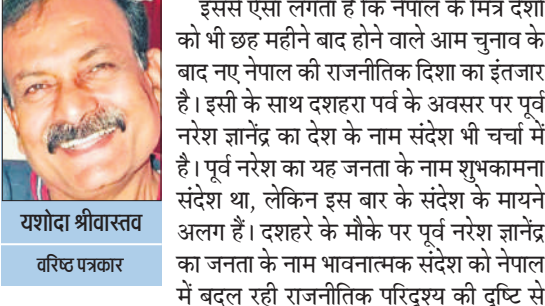 इससे ऐसा लगता है कि नेपाल के मित्र देशों
को भी छह महीने बाद होने वाले आम चुनाव के
बाद नए नेपाल की राजनीतिक दिशा का इंतजार
है। इसी के साथ दशहरा पर्व के अवसर पर पूर्व
नरेश ज्ञानेंद्र का देश के नाम संदेश भी चर्चा में
है। पूर्व नरेश का यह जनता के नाम शुभकामना
संदेश था, लेकिन इस बार के संदेश के मायने
अलग हैं। दशहरे के मौके पर पूर्व नरेश ज्ञानेंद्र
का जनता के नाम भावनात्मक संदेश को नेपाल
में बदल रही राजनीतिक परिदृश्य की दृष्टि से
यशोदा श्रीवास्तव
वरिष्ठ पत्रकार